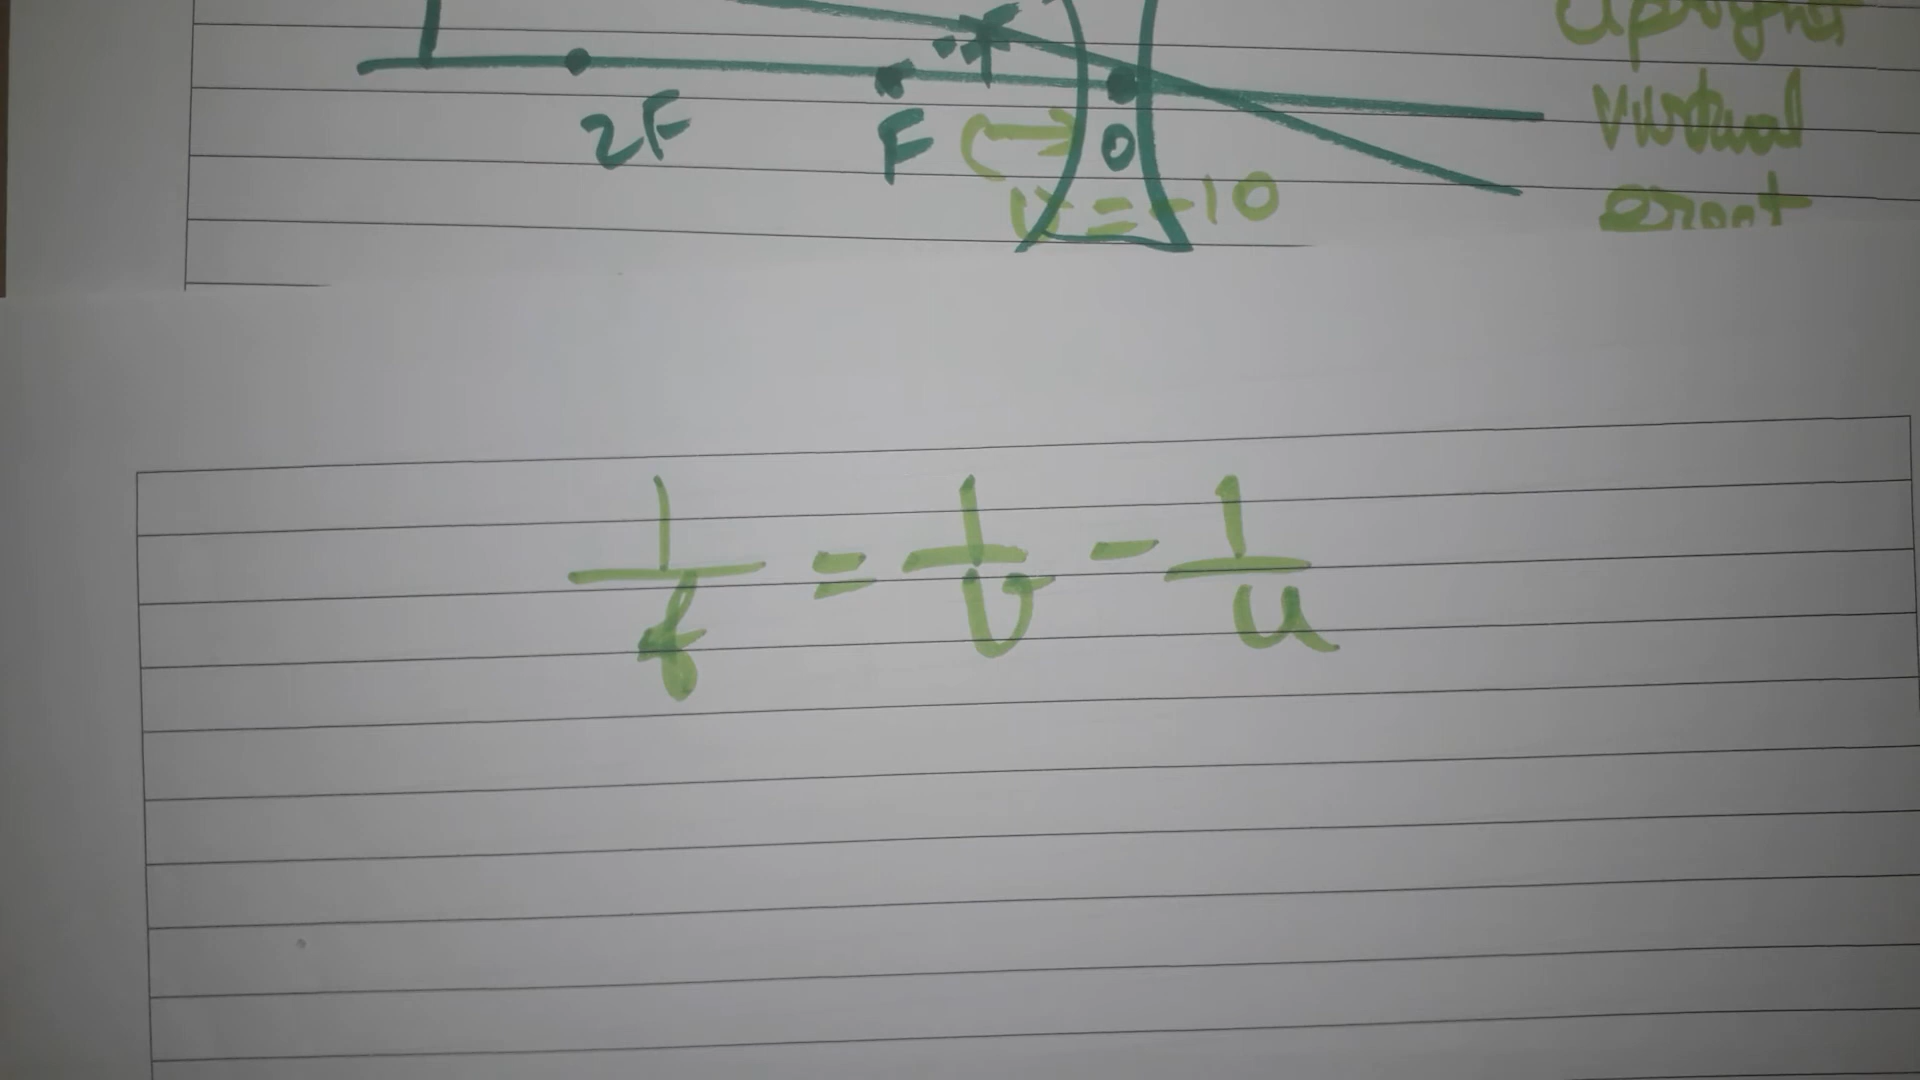 upright
virtual
2F F O
v = -10
erect
1/f = 1/v - 1/u